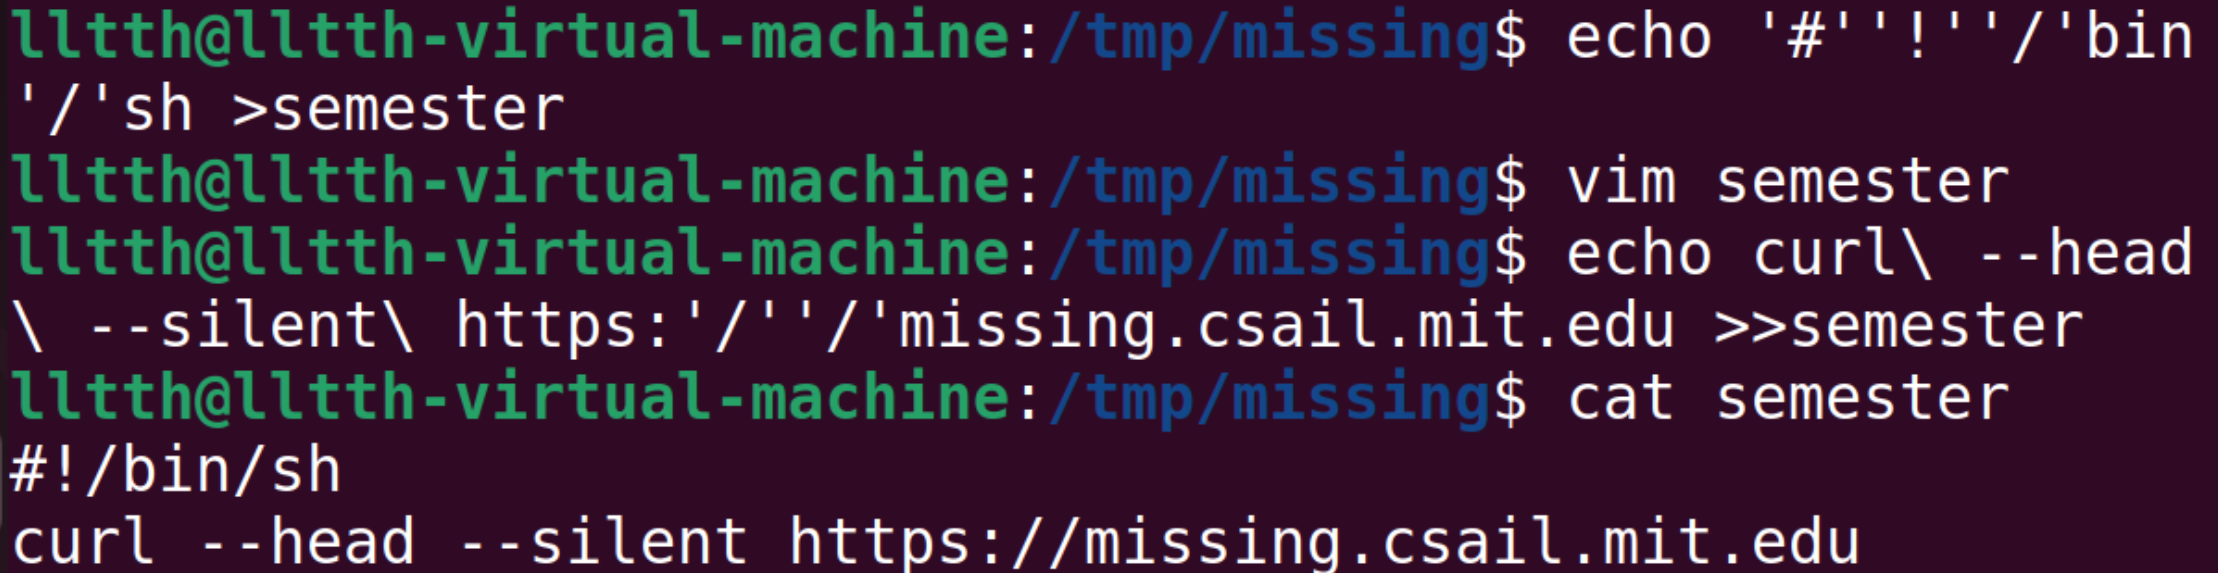 lltth@lltth-virtual-machine:/tmp/missing$ echo '#''!''/'bin
'/'sh >semester
lltth@lltth-virtual-machine:/tmp/missing$ vim semester
lltth@lltth-virtual-machine:/tmp/missing$ echo curl\ --head
\ --silent\ https:'/''/'missing.csail.mit.edu >>semester
lltth@lltth-virtual-machine:/tmp/missing$ cat semester
#!/bin/sh
curl --head --silent https://missing.csail.mit.edu